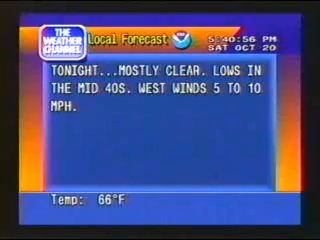 THE
WEATHER
CHANNEL
Local Forecast
5:40:56 PM
SAT OCT 20
TONIGHT...MOSTLY CLEAR. LOWS IN
THE MID 40S. WEST WINDS 5 TO 10
MPH.
Temp: 66°F